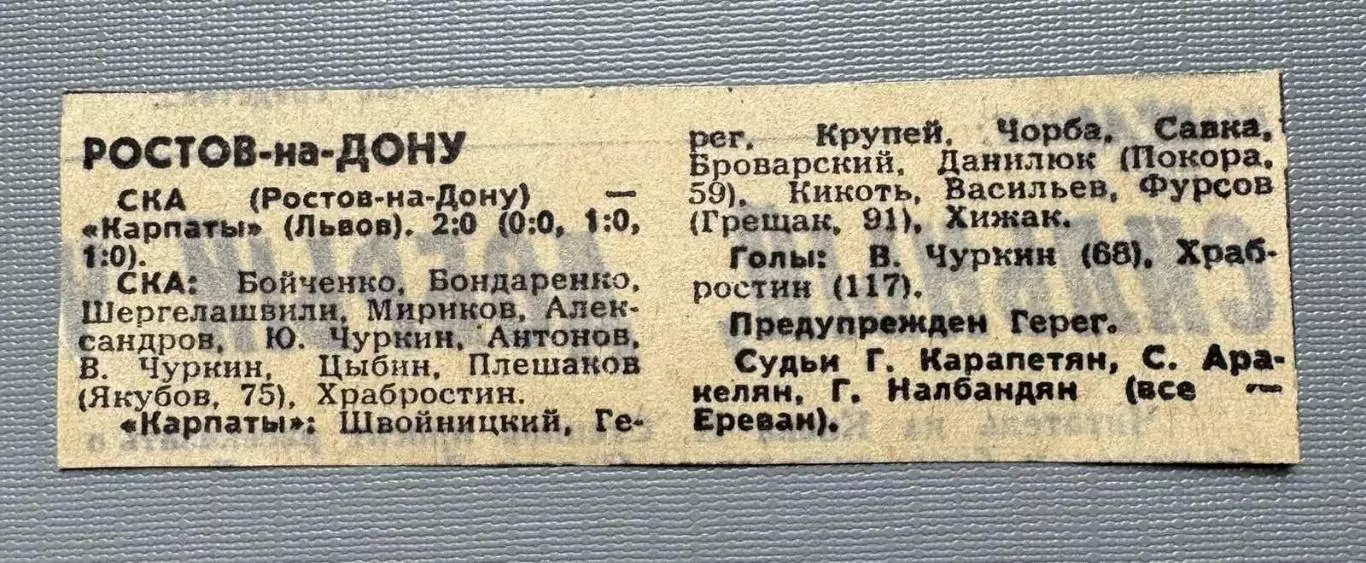 РОСТОВ-на-ДОНУ
СКА (Ростов-на-Дону) —
«Карпаты» (Львов). 2:0 (0:0, 1:0,
1:0).
СКА: Бойченко, Бондаренко,
Шергелашвили, Мириков, Алек-
сандров, Ю. Чуркин, Антонов,
В. Чуркин, Цыбин, Плешаков
(Якубов, 75), Храбростин.
«Карпаты»: Швойницкий, Ге-
рег. Крупей, Чорба, Савка,
Броварский, Данилюк (Покора,
59), Кикоть, Васильев, Фурсов
(Грещак, 91), Хижак.
Голы: В. Чуркин (68), Храб-
ростин (117).
Предупрежден Герег.
Судьи Г. Карапетян, С. Ара-
келян, Г. Налбандян (все —
Ереван).